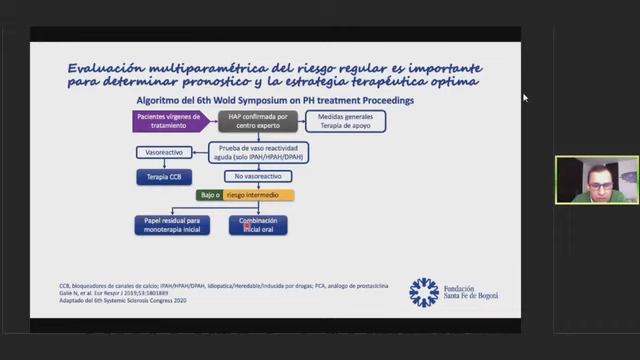 Evaluación multiparamétrica del riesgo regular es importante
para determinar pronostico y la estrategia terapéutica optima
Algoritmo del 6th Wold Symposium on PH treatment Proceedings
Pacientes vírgenes de
tratamiento
HAP confirmada por
centro experto
Medidas generales
Terapia de apoyo
Vasoreactivo
Prueba de vaso reactividad
aguda (solo IPAH/HPAH/DPAH)
Terapia CCB
No vasoreactivo
Bajo o riesgo intermedio
Papel residual para
monoterapia inicial
Combinación
inicial oral
CCB, bloqueadores de canales de calcio; IPAH/HPAH/DPAH, Idiopatica/Heredable/Inducida por drogas; PCA, análogo de prostaciclina
Galiè N, et al. Eur Respir J 2019;53:1801889
Adaptado del 6th Systemic Sclerosis Congress 2020
Fundación
Santa Fe de Bogotá